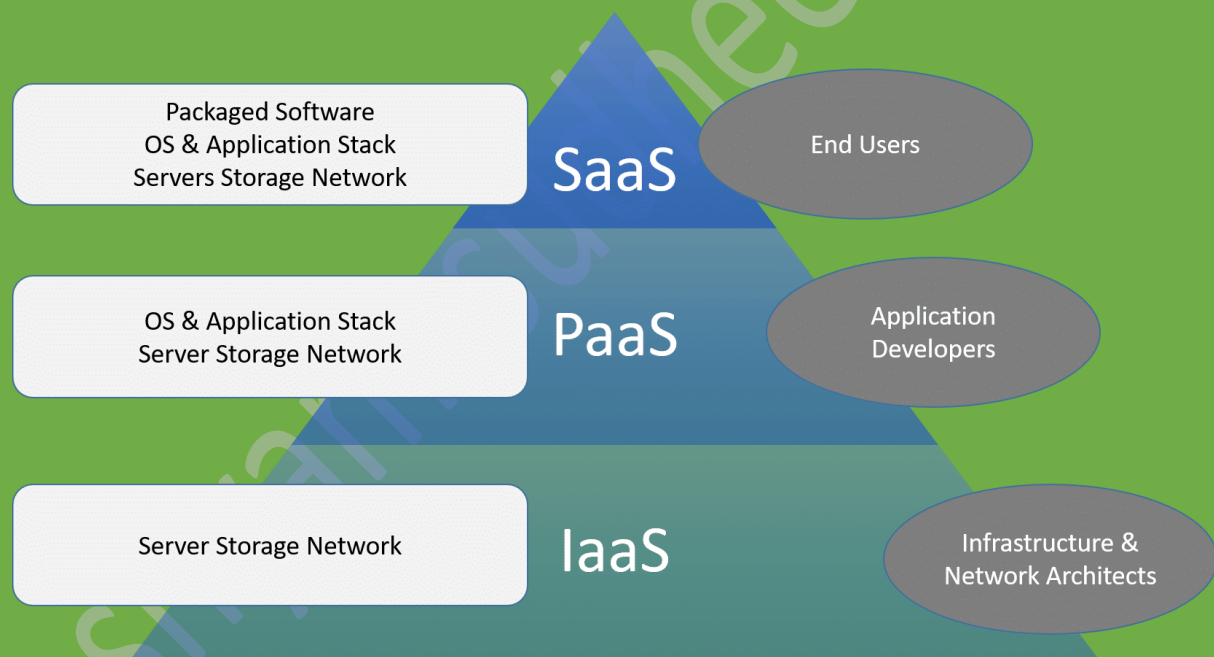 Packaged Software
OS & Application Stack
Servers Storage Network
SaaS
End Users
OS & Application Stack
Server Storage Network
PaaS
Application
Developers
Server Storage Network
IaaS
Infrastructure &
Network Architects